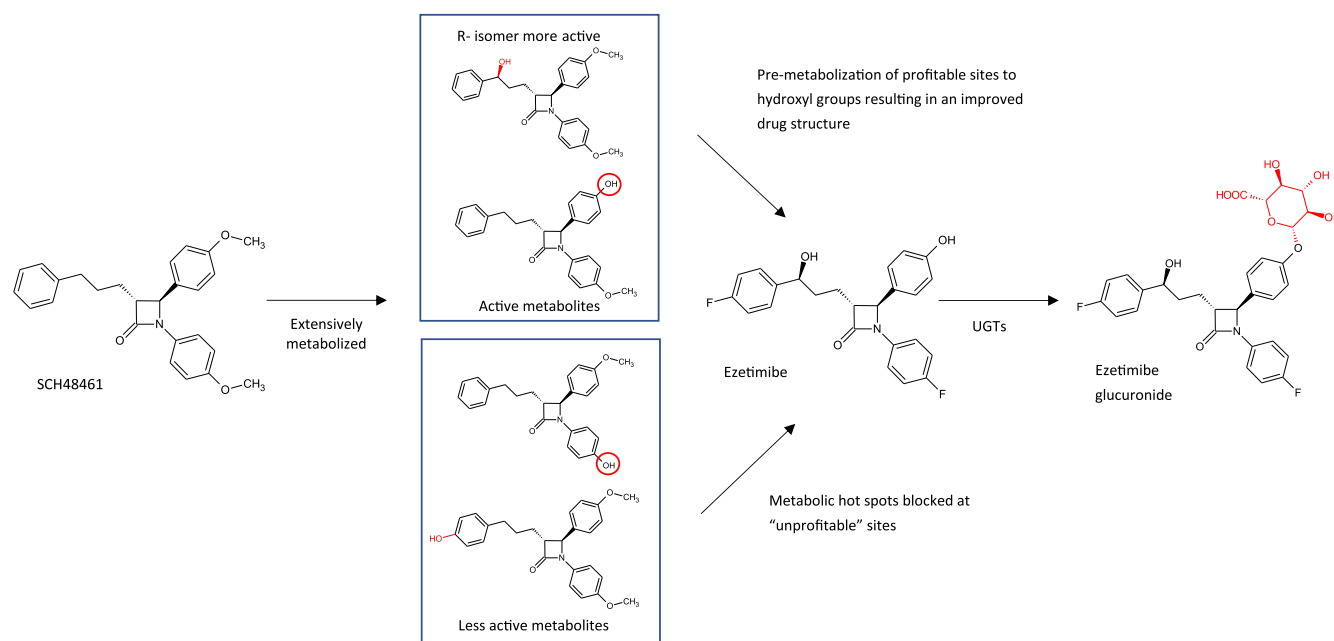 R- isomer more active
OH
O
CH3
O
N
O
CH3
OH
O
N
O
CH3
Active metabolites
O
CH3
O
N
O
CH3
SCH48461
Extensively
metabolized
O
CH3
O
N
OH
HO
O
CH3
O
N
O
CH3
Less active metabolites
Pre-metabolization of profitable sites to
hydroxyl groups resulting in an improved
drug structure
OH
OH
F
O
N
F
Ezetimibe
Metabolic hot spots blocked at
“unprofitable” sites
UGTs
HO
OH
HOOC
O
O
O
OH
F
O
N
F
Ezetimibe
glucuronide